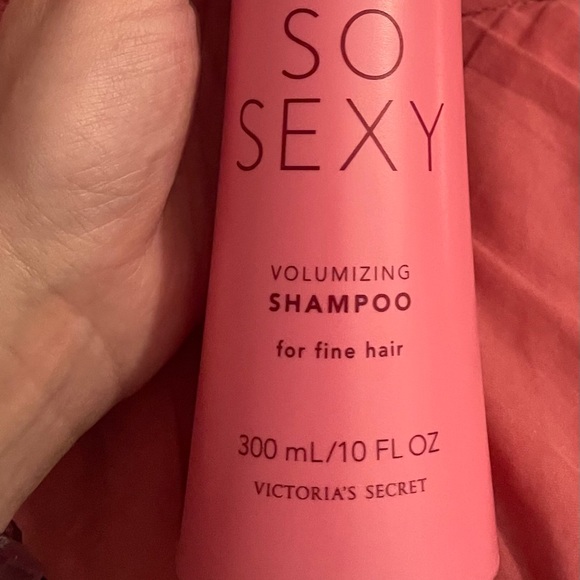 SO
SEXY
VOLUMIZING
SHAMPOO
for fine hair
300 mL/10 FL OZ
VICTORIA'S SECRET